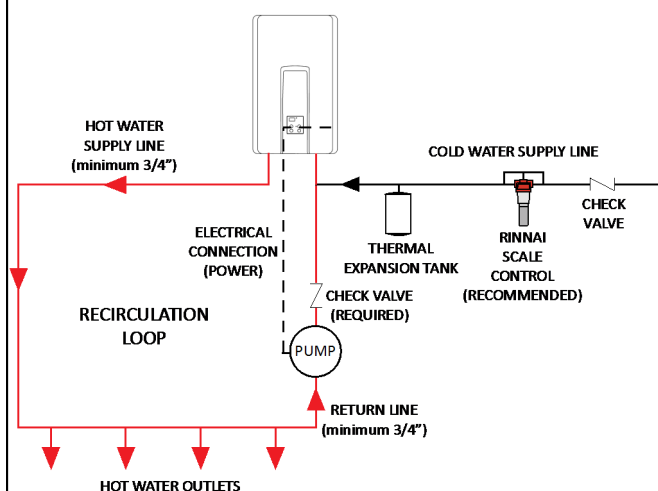 HOT WATER
SUPPLY LINE
(minimum 3/4”)
COLD WATER SUPPLY LINE
CHECK
VALVE
ELECTRICAL
CONNECTION
(POWER)
THERMAL
EXPANSION TANK
RINNAI
SCALE
CONTROL
(RECOMMENDED)
CHECK VALVE
(REQUIRED)
RECIRCULATION
LOOP
PUMP
RETURN LINE
(minimum 3/4”)
HOT WATER OUTLETS